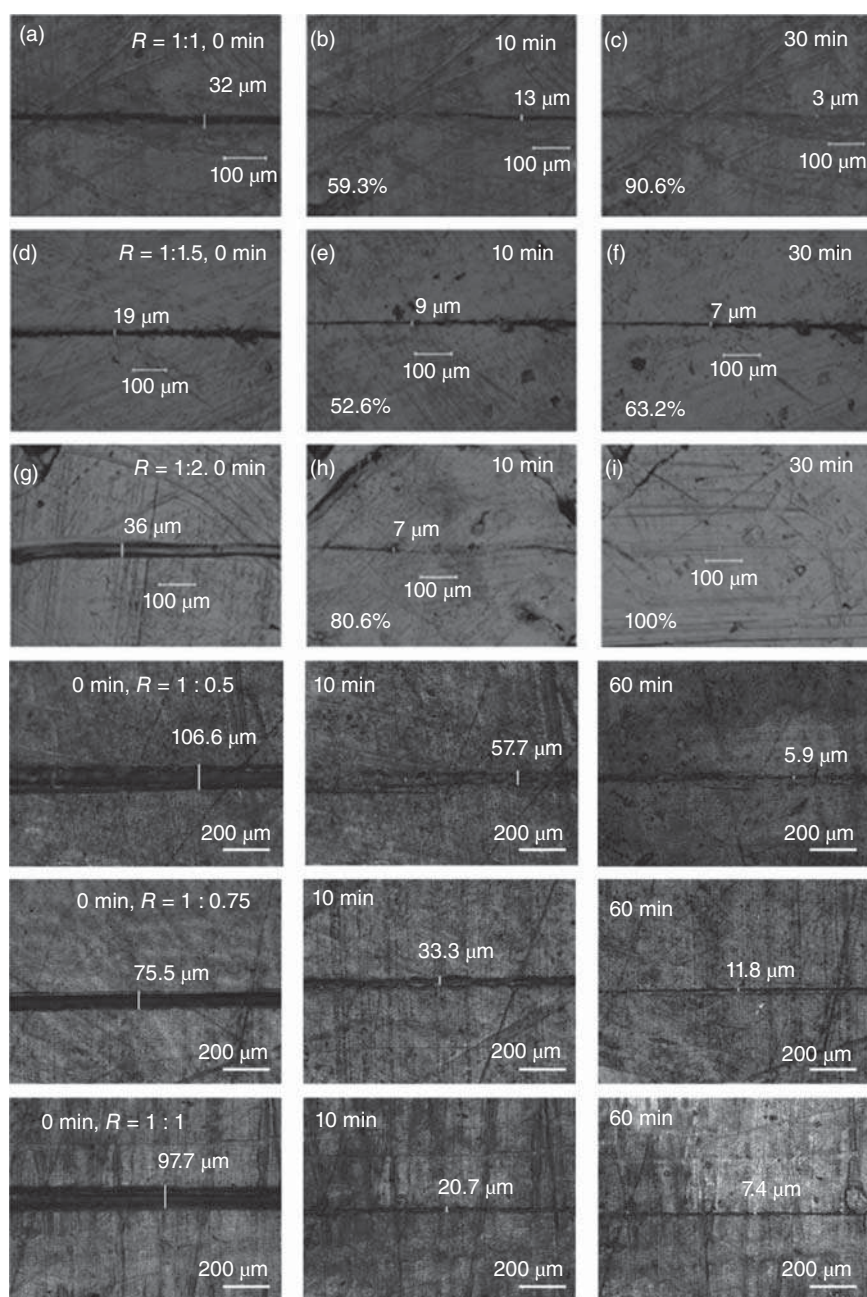 (a) R = 1:1, 0 min
32 μm
100 μm
(b) 10 min
13 μm
100 μm
59.3%
(c) 30 min
3 μm
100 μm
90.6%
(d) R = 1:1.5, 0 min
19 μm
100 μm
(e) 10 min
9 μm
100 μm
52.6%
(f) 30 min
7 μm
100 μm
63.2%
(g) R = 1:2. 0 min
36 μm
100 μm
(h) 10 min
7 μm
100 μm
80.6%
(i) 30 min
100 μm
100%
0 min, R = 1 : 0.5
106.6 μm
200 μm
10 min
57.7 μm
200 μm
60 min
5.9 μm
200 μm
0 min, R = 1 : 0.75
75.5 μm
200 μm
10 min
33.3 μm
200 μm
60 min
11.8 μm
200 μm
0 min, R = 1 : 1
97.7 μm
200 μm
10 min
20.7 μm
200 μm
60 min
7.4 μm
200 μm